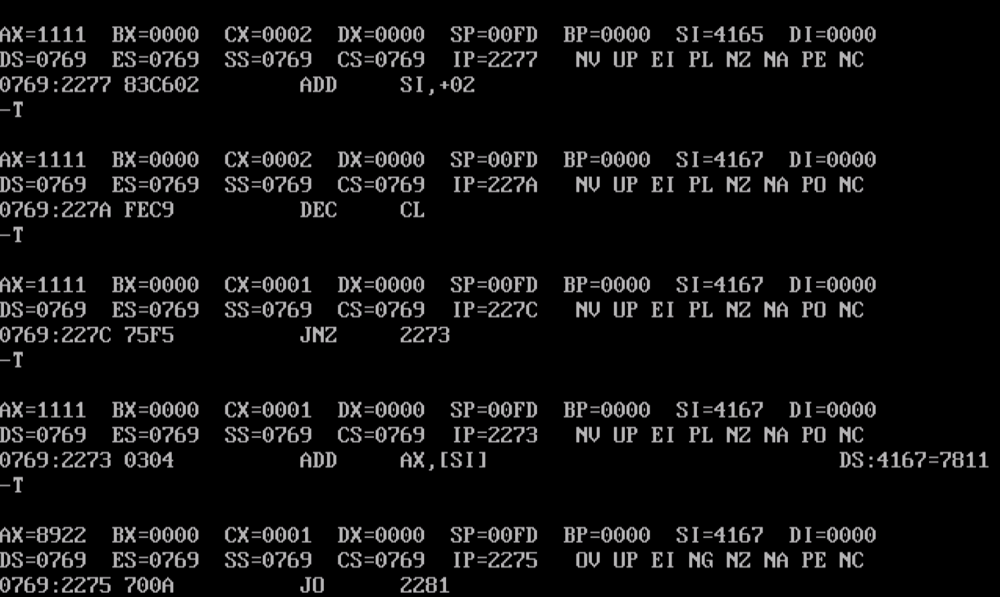 AX=1111  BX=0000  CX=0002  DX=0000  SP=00FD  BP=0000  SI=4165  DI=0000
DS=0769  ES=0769  SS=0769  CS=0769  IP=2277   NV UP EI PL NZ NA PE NC
0769:2277 83C602        ADD     SI,+02
-T
AX=1111  BX=0000  CX=0002  DX=0000  SP=00FD  BP=0000  SI=4167  DI=0000
DS=0769  ES=0769  SS=0769  CS=0769  IP=227A   NV UP EI PL NZ NA PO NC
0769:227A FEC9          DEC     CL
-T
AX=1111  BX=0000  CX=0001  DX=0000  SP=00FD  BP=0000  SI=4167  DI=0000
DS=0769  ES=0769  SS=0769  CS=0769  IP=227C   NV UP EI PL NZ NA PO NC
0769:227C 75F5          JNZ     2273
-T
AX=1111  BX=0000  CX=0001  DX=0000  SP=00FD  BP=0000  SI=4167  DI=0000
DS=0769  ES=0769  SS=0769  CS=0769  IP=2273   NV UP EI PL NZ NA PO NC
0769:2273 0304          ADD     AX,[SI]                            DS:4167=7811
-T
AX=8922  BX=0000  CX=0001  DX=0000  SP=00FD  BP=0000  SI=4167  DI=0000
DS=0769  ES=0769  SS=0769  CS=0769  IP=2275   OV UP EI NG NZ NA PE NC
0769:2275 700A          JO      2281